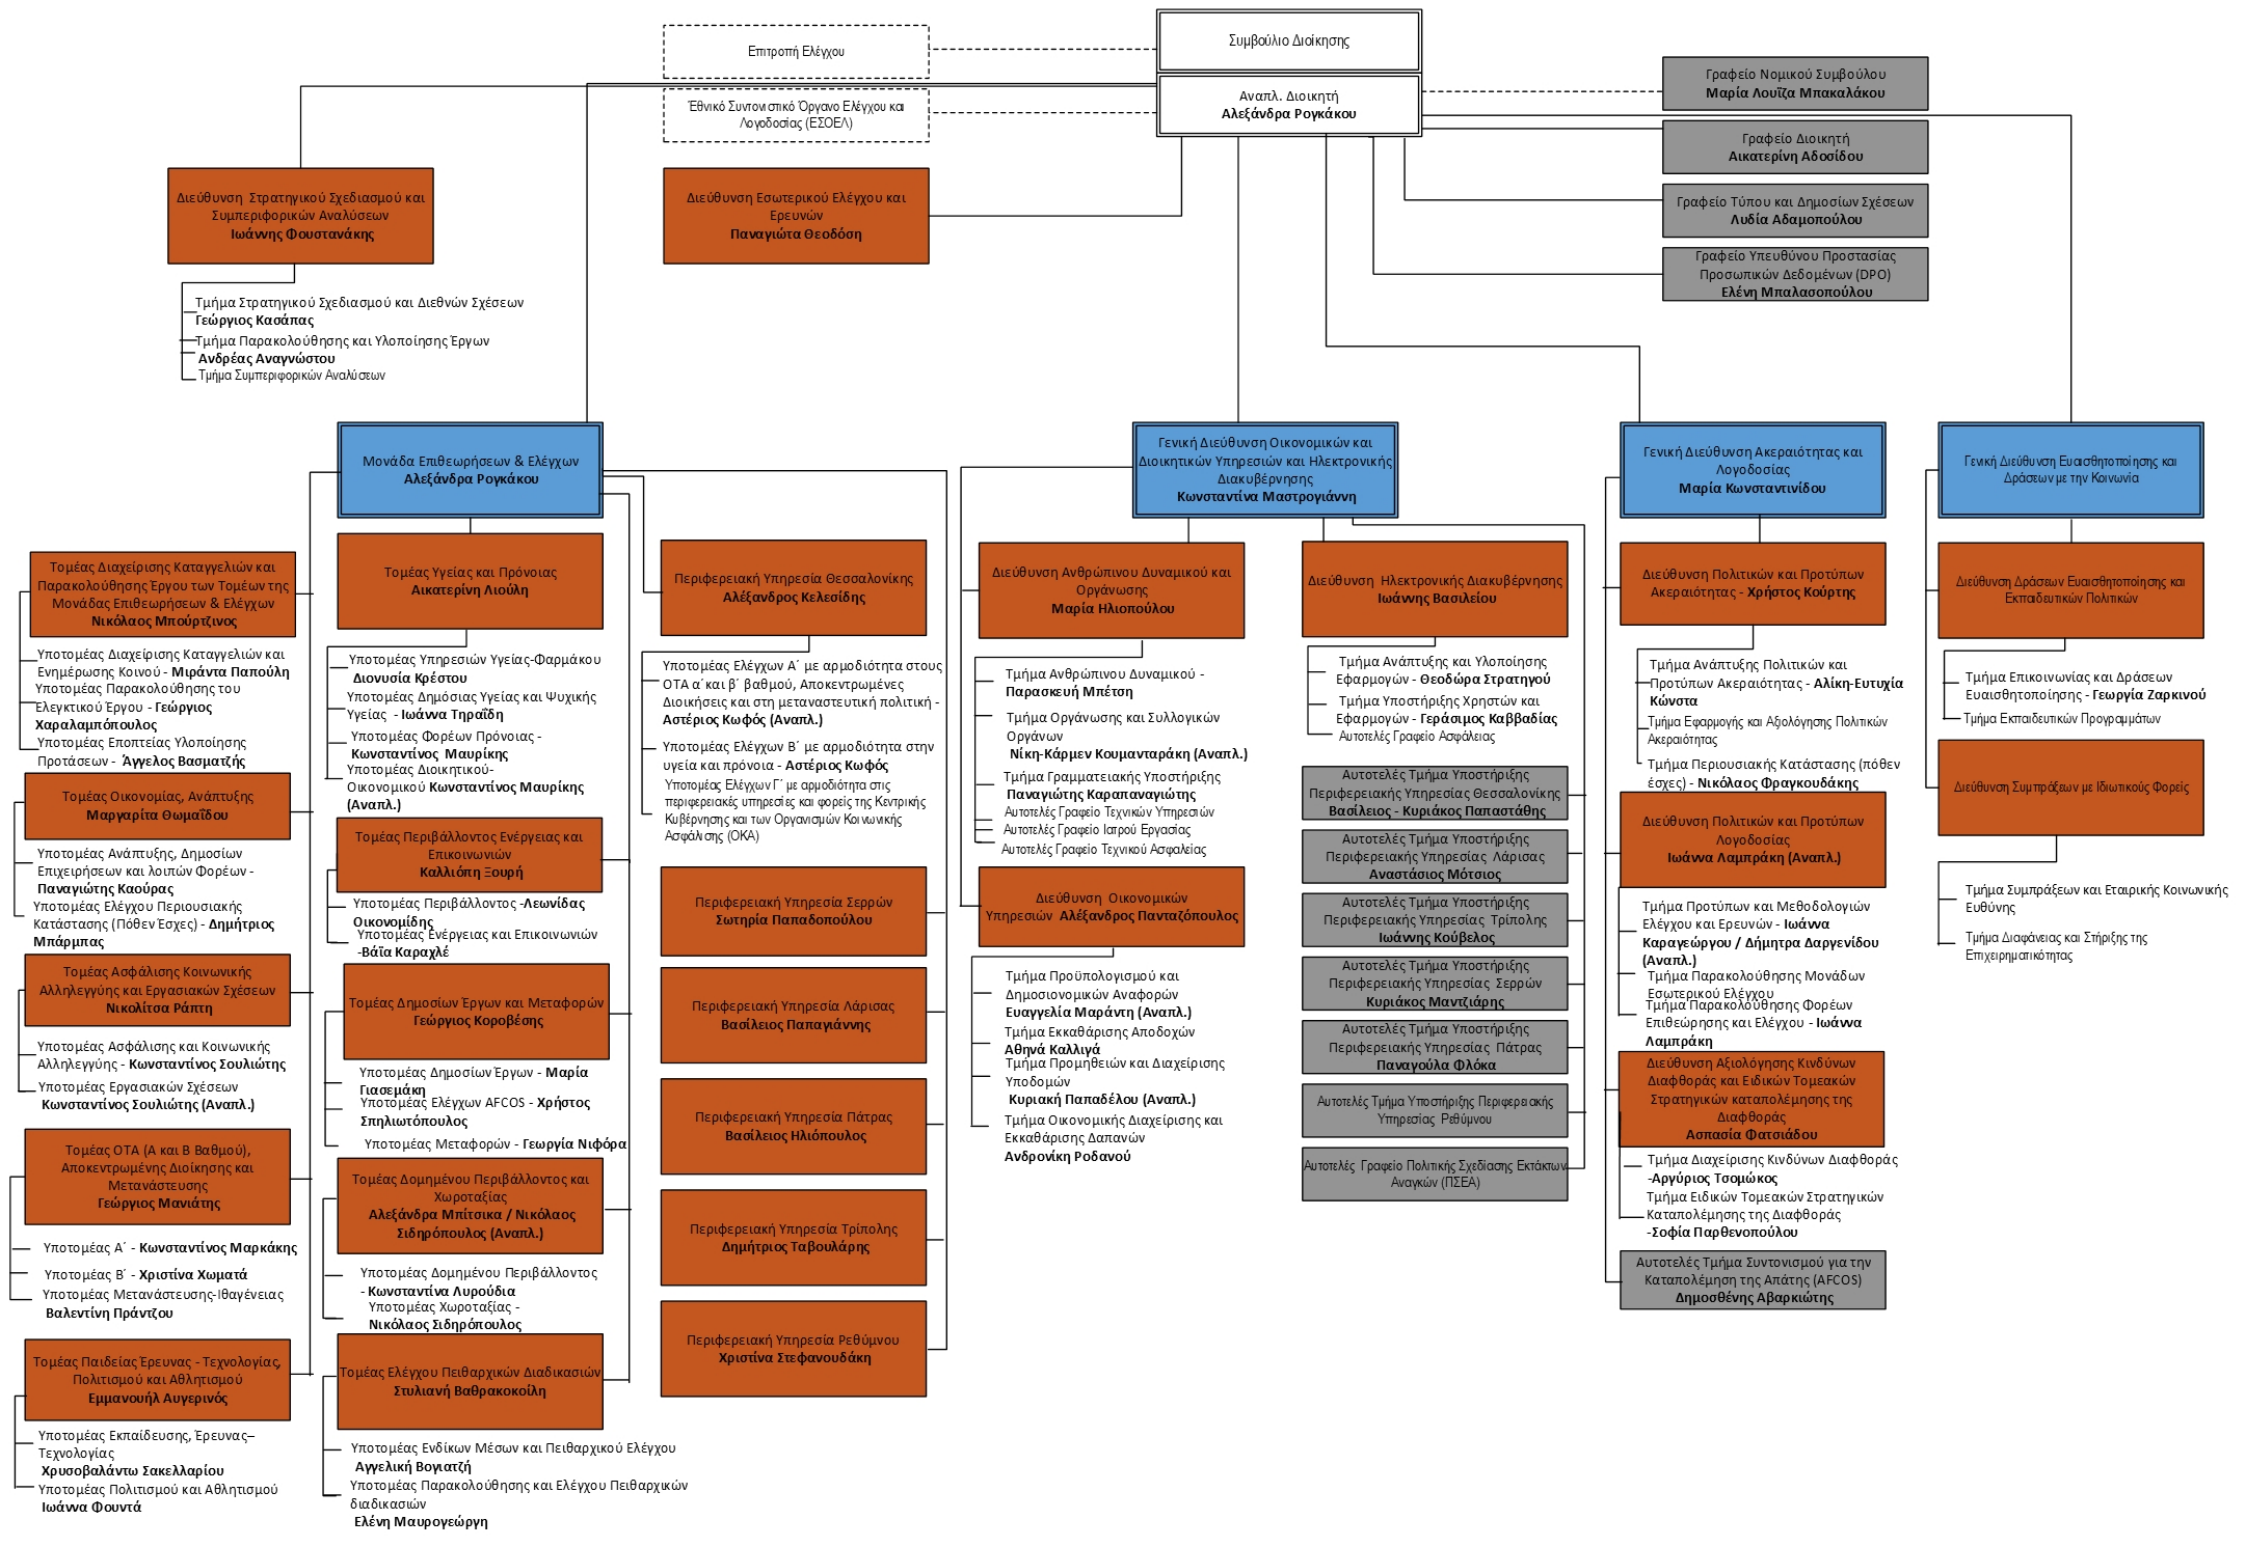 Συμβούλιο Διοίκησης
Επιτροπή Ελέγχου
Αναπλ. Διοικητή
Αλεξάνδρα Ρογκάκου
Έθνικό Συντονιστικό Όργανο Ελέγχου και
Λογοδοσίας (ΕΣΟΕΛ)
Γραφείο Νομικού Συμβούλου
Μαρία Λουΐζα Μπακαλάκου
Γραφείο Διοικητή
Αικατερίνη Αδοσίδου
Γραφείο Τύπου και Δημοσίων Σχέσεων
Λυδία Αδαμοπούλου
Γραφείο Υπευθύνου Προστασίας
Προσωπικών Δεδομένων (DPO)
Ελένη Μπαλασοπούλου
Διεύθυνση Στρατηγικού Σχεδιασμού και
Συμπεριφορικών Αναλύσεων
Ιωάννης Φουστανάκης
Διεύθυνση Εσωτερικού Ελέγχου και
Ερευνών
Παναγιώτα Θεοδόση
Τμήμα Στρατηγικού Σχεδιασμού και Διεθνών Σχέσεων
Γεώργιος Κασάπας
Τμήμα Παρακολούθησης και Υλοποίησης Έργων
Ανδρέας Αναγνώστου
Τμήμα Συμπεριφορικών Αναλύσεων
Μονάδα Επιθεωρήσεων & Ελέγχων
Αλεξάνδρα Ρογκάκου
Τομέας Διαχείρισης Καταγγελιών και
Παρακολούθησης Έργου των Τομέων της
Μονάδας Επιθεωρήσεων & Ελέγχων
Νικόλαος Μπούρτζινος
Υποτομέας Διαχείρισης Καταγγελιών και
Ενημέρωσης Κοινού - Μιράντα Παπούλη
Υποτομέας Παρακολούθησης του
Ελεγκτικού Έργου - Γεώργιος
Χαραλαμπόπουλος
Υποτομέας Εποπτείας Υλοποίησης
Προτάσεων - Άγγελος Βασματζής
Τομέας Οικονομίας, Ανάπτυξης
Μαργαρίτα Θωμαΐδου
Υποτομέας Ανάπτυξης, Δημοσίων
Επιχειρήσεων και λοιπών Φορέων -
Παναγιώτης Καούρας
Υποτομέας Ελέγχου Περιουσιακής
Κατάστασης (Πόθεν Έσχες) - Δημήτριος
Μπάρμπας
Τομέας Ασφάλισης Κοινωνικής
Αλληλεγγύης και Εργασιακών Σχέσεων
Νικολίτσα Ράπτη
Υποτομέας Ασφάλισης και Κοινωνικής
Αλληλεγγύης - Κωνσταντίνος Σουλιώτης
Υποτομέας Εργασιακών Σχέσεων
Κωνσταντίνος Σουλιώτης (Αναπλ.)
Τομέας ΟΤΑ (Α και Β Βαθμού),
Αποκεντρωμένης Διοίκησης και
Μετανάστευσης
Γεώργιος Μανιάτης
Υποτομέας Α΄ - Κωνσταντίνος Μαρκάκης
Υποτομέας Β΄ - Χριστίνα Χωματά
Υποτομέας Μετανάστευσης-Ιθαγένειας
Βαλεντίνη Πράντζου
Τομέας Παιδείας Έρευνας - Τεχνολογίας,
Πολιτισμού και Αθλητισμού
Εμμανουήλ Αυγερινός
Υποτομέας Εκπαίδευσης, Έρευνας–
Τεχνολογίας
Χρυσοβαλάντω Σακελλαρίου
Υποτομέας Πολιτισμού και Αθλητισμού
Ιωάννα Φουντά
Τομέας Υγείας και Πρόνοιας
Αικατερίνη Λιούλη
Υποτομέας Υπηρεσιών Υγείας-Φαρμάκου
Διονυσία Κρέστου
Υποτομέας Δημόσιας Υγείας και Ψυχικής
Υγείας - Ιωάννα Τηραΐδη
Υποτομέας Φορέων Πρόνοιας -
Κωνσταντίνος Μαυρίκης
Υποτομέας Διοικητικού-
Οικονομικού Κωνσταντίνος Μαυρίκης
(Αναπλ.)
Τομέας Περιβάλλοντος Ενέργειας και
Επικοινωνιών
Καλλιόπη Ξουρή
Υποτομέας Περιβάλλοντος -Λεωνίδας
Οικονομίδης
Υποτομέας Ενέργειας και Επικοινωνιών
-Βάϊα Καραχλέ
Τομέας Δημοσίων Έργων και Μεταφορών
Γεώργιος Κοροβέσης
Υποτομέας Δημοσίων Έργων - Μαρία
Γιασεμάκη
Υποτομέας Ελέγχων AFCOS - Χρήστος
Σπηλιωτόπουλος
Υποτομέας Μεταφορών - Γεωργία Νιφόρα
Τομέας Δομημένου Περιβάλλοντος και
Χωροταξίας
Αλεξάνδρα Μπίτσικα / Νικόλαος
Σιδηρόπουλος (Αναπλ.)
Υποτομέας Δομημένου Περιβάλλοντος
- Κωνσταντίνα Λυρούδια
Υποτομέας Χωροταξίας -
Νικόλαος Σιδηρόπουλος
Τομέας Ελέγχου Πειθαρχικών Διαδικασιών
Στυλιανή Βαθρακοκοίλη
Υποτομέας Ενδίκων Μέσων και Πειθαρχικού Ελέγχου
Αγγελική Βογιατζή
Υποτομέας Παρακολούθησης και Ελέγχου Πειθαρχικών
διαδικασιών
Ελένη Μαυρογεώργη
Περιφερειακή Υπηρεσία Θεσσαλονίκης
Αλέξανδρος Κελεσίδης
Υποτομέας Ελέγχων Α΄ με αρμοδιότητα στους
ΟΤΑ α΄και β΄ βαθμού, Αποκεντρωμένες
Διοικήσεις και στη μεταναστευτική πολιτική -
Αστέριος Κωφός (Αναπλ.)
Υποτομέας Ελέγχων Β΄ με αρμοδιότητα στην
υγεία και πρόνοια - Αστέριος Κωφός
Υποτομέας Ελέγχων Γ΄ με αρμοδιότητα στις
περιφερειακές υπηρεσίες και φορείς της Κεντρικής
Κυβέρνησης και των Οργανισμών Κοινωνικής
Ασφάλισης (ΟΚΑ)
Περιφερειακή Υπηρεσία Σερρών
Σωτηρία Παπαδοπούλου
Περιφερειακή Υπηρεσία Λάρισας
Βασίλειος Παπαγιάννης
Περιφερειακή Υπηρεσία Πάτρας
Βασίλειος Ηλιόπουλος
Περιφερειακή Υπηρεσία Τρίπολης
Δημήτριος Ταβουλάρης
Περιφερειακή Υπηρεσία Ρεθύμνου
Χριστίνα Στεφανουδάκη
Γενική Διεύθυνση Οικονομικών και
Διοικητικών Υπηρεσιών και Ηλεκτρονικής
Διακυβέρνησης
Κωνσταντίνα Μαστρογιάννη
Διεύθυνση Ανθρώπινου Δυναμικού και
Οργάνωσης
Μαρία Ηλιοπούλου
Τμήμα Ανθρώπινου Δυναμικού -
Παρασκευή Μπέτση
Τμήμα Οργάνωσης και Συλλογικών
Οργάνων
Νίκη-Κάρμεν Κουμανταράκη (Αναπλ.)
Τμήμα Γραμματειακής Υποστήριξης
Παναγιώτης Καραπαναγιώτης
Αυτοτελές Γραφείο Τεχνικών Υπηρεσιών
Αυτοτελές Γραφείο Ιατρού Εργασίας
Αυτοτελές Γραφείο Τεχνικού Ασφαλείας
Διεύθυνση Οικονομικών
Υπηρεσιών Αλέξανδρος Πανταζόπουλος
Τμήμα Προϋπολογισμού και
Δημοσιονομικών Αναφορών
Ευαγγελία Μαράντη (Αναπλ.)
Τμήμα Εκκαθάρισης Αποδοχών
Αθηνά Καλλιγά
Τμήμα Προμηθειών και Διαχείρισης
Υποδομών
Κυριακή Παπαδέλου (Αναπλ.)
Τμήμα Οικονομικής Διαχείρισης και
Εκκαθάρισης Δαπανών
Ανδρονίκη Ροδανού
Διεύθυνση Ηλεκτρονικής Διακυβέρνησης
Ιωάννης Βασιλείου
Τμήμα Ανάπτυξης και Υλοποίησης
Εφαρμογών - Θεοδώρα Στρατηγού
Τμήμα Υποστήριξης Χρηστών και
Εφαρμογών - Γεράσιμος Καββαδίας
Αυτοτελές Γραφείο Ασφάλειας
Αυτοτελές Τμήμα Υποστήριξης
Περιφερειακής Υπηρεσίας Θεσσαλονίκης
Βασίλειος - Κυριάκος Παπαστάθης
Αυτοτελές Τμήμα Υποστήριξης
Περιφερειακής Υπηρεσίας Λάρισας
Αναστάσιος Μότσιος
Αυτοτελές Τμήμα Υποστήριξης
Περιφερειακής Υπηρεσίας Τρίπολης
Ιωάννης Κούβελος
Αυτοτελές Τμήμα Υποστήριξης
Περιφερειακής Υπηρεσίας Σερρών
Κυριάκος Μαντζιάρης
Αυτοτελές Τμήμα Υποστήριξης
Περιφερειακής Υπηρεσίας Πάτρας
Παναγούλα Φλόκα
Αυτοτελές Τμήμα Υποστήριξης Περιφερειακής
Υπηρεσίας Ρεθύμνου
Αυτοτελές Γραφείο Πολιτικής Σχεδίασης Εκτάκτων
Αναγκών (ΠΣΕΑ)
Γενική Διεύθυνση Ακεραιότητας και
Λογοδοσίας
Μαρία Κωνσταντινίδου
Διεύθυνση Πολιτικών και Προτύπων
Ακεραιότητας - Χρήστος Κούρτης
Τμήμα Ανάπτυξης Πολιτικών και
Προτύπων Ακεραιότητας - Αλίκη-Ευτυχία
Κώνστα
Τμήμα Εφαρμογής και Αξιολόγησης Πολιτικών
Ακεραιότητας
Τμήμα Περιουσιακής Κατάστασης (πόθεν
έσχες) - Νικόλαος Φραγκουδάκης
Διεύθυνση Πολιτικών και Προτύπων
Λογοδοσίας
Ιωάννα Λαμπράκη (Αναπλ.)
Τμήμα Προτύπων και Μεθοδολογιών
Ελέγχου και Ερευνών - Ιωάννα
Καραγεώργου / Δήμητρα Δαργενίδου
(Αναπλ.)
Τμήμα Παρακολούθησης Μονάδων
Εσωτερικού Ελέγχου
Τμήμα Παρακολούθησης Φορέων
Επιθεώρησης και Ελέγχου - Ιωάννα
Λαμπράκη
Διεύθυνση Αξιολόγησης Κινδύνων
Διαφθοράς και Ειδικών Τομεακών
Στρατηγικών καταπολέμησης της
Διαφθοράς
Ασπασία Φατσιάδου
Τμήμα Διαχείρισης Κινδύνων Διαφθοράς
-Αργύριος Τσομώκος
Τμήμα Ειδικών Τομεακών Στρατηγικών
Καταπολέμησης της Διαφθοράς
-Σοφία Παρθενοπούλου
Αυτοτελές Τμήμα Συντονισμού για την
Καταπολέμηση της Απάτης (AFCOS)
Δημοσθένης Αβαρκιώτης
Γενική Διεύθυνση Ευαισθητοποίησης και
Δράσεων με την Κοινωνία
Διεύθυνση Δράσεων Ευαισθητοποίησης και
Εκπαιδευτικών Πολιτικών
Τμήμα Επικοινωνίας και Δράσεων
Ευαισθητοποίησης - Γεωργία Ζαρκινού
Τμήμα Εκπαιδευτικών Προγραμμάτων
Διεύθυνση Συμπράξεων με Ιδιωτικούς Φορείς
Τμήμα Συμπράξεων και Εταιρικής Κοινωνικής
Ευθύνης
Τμήμα Διαφάνειας και Στήριξης της
Επιχειρηματικότητας